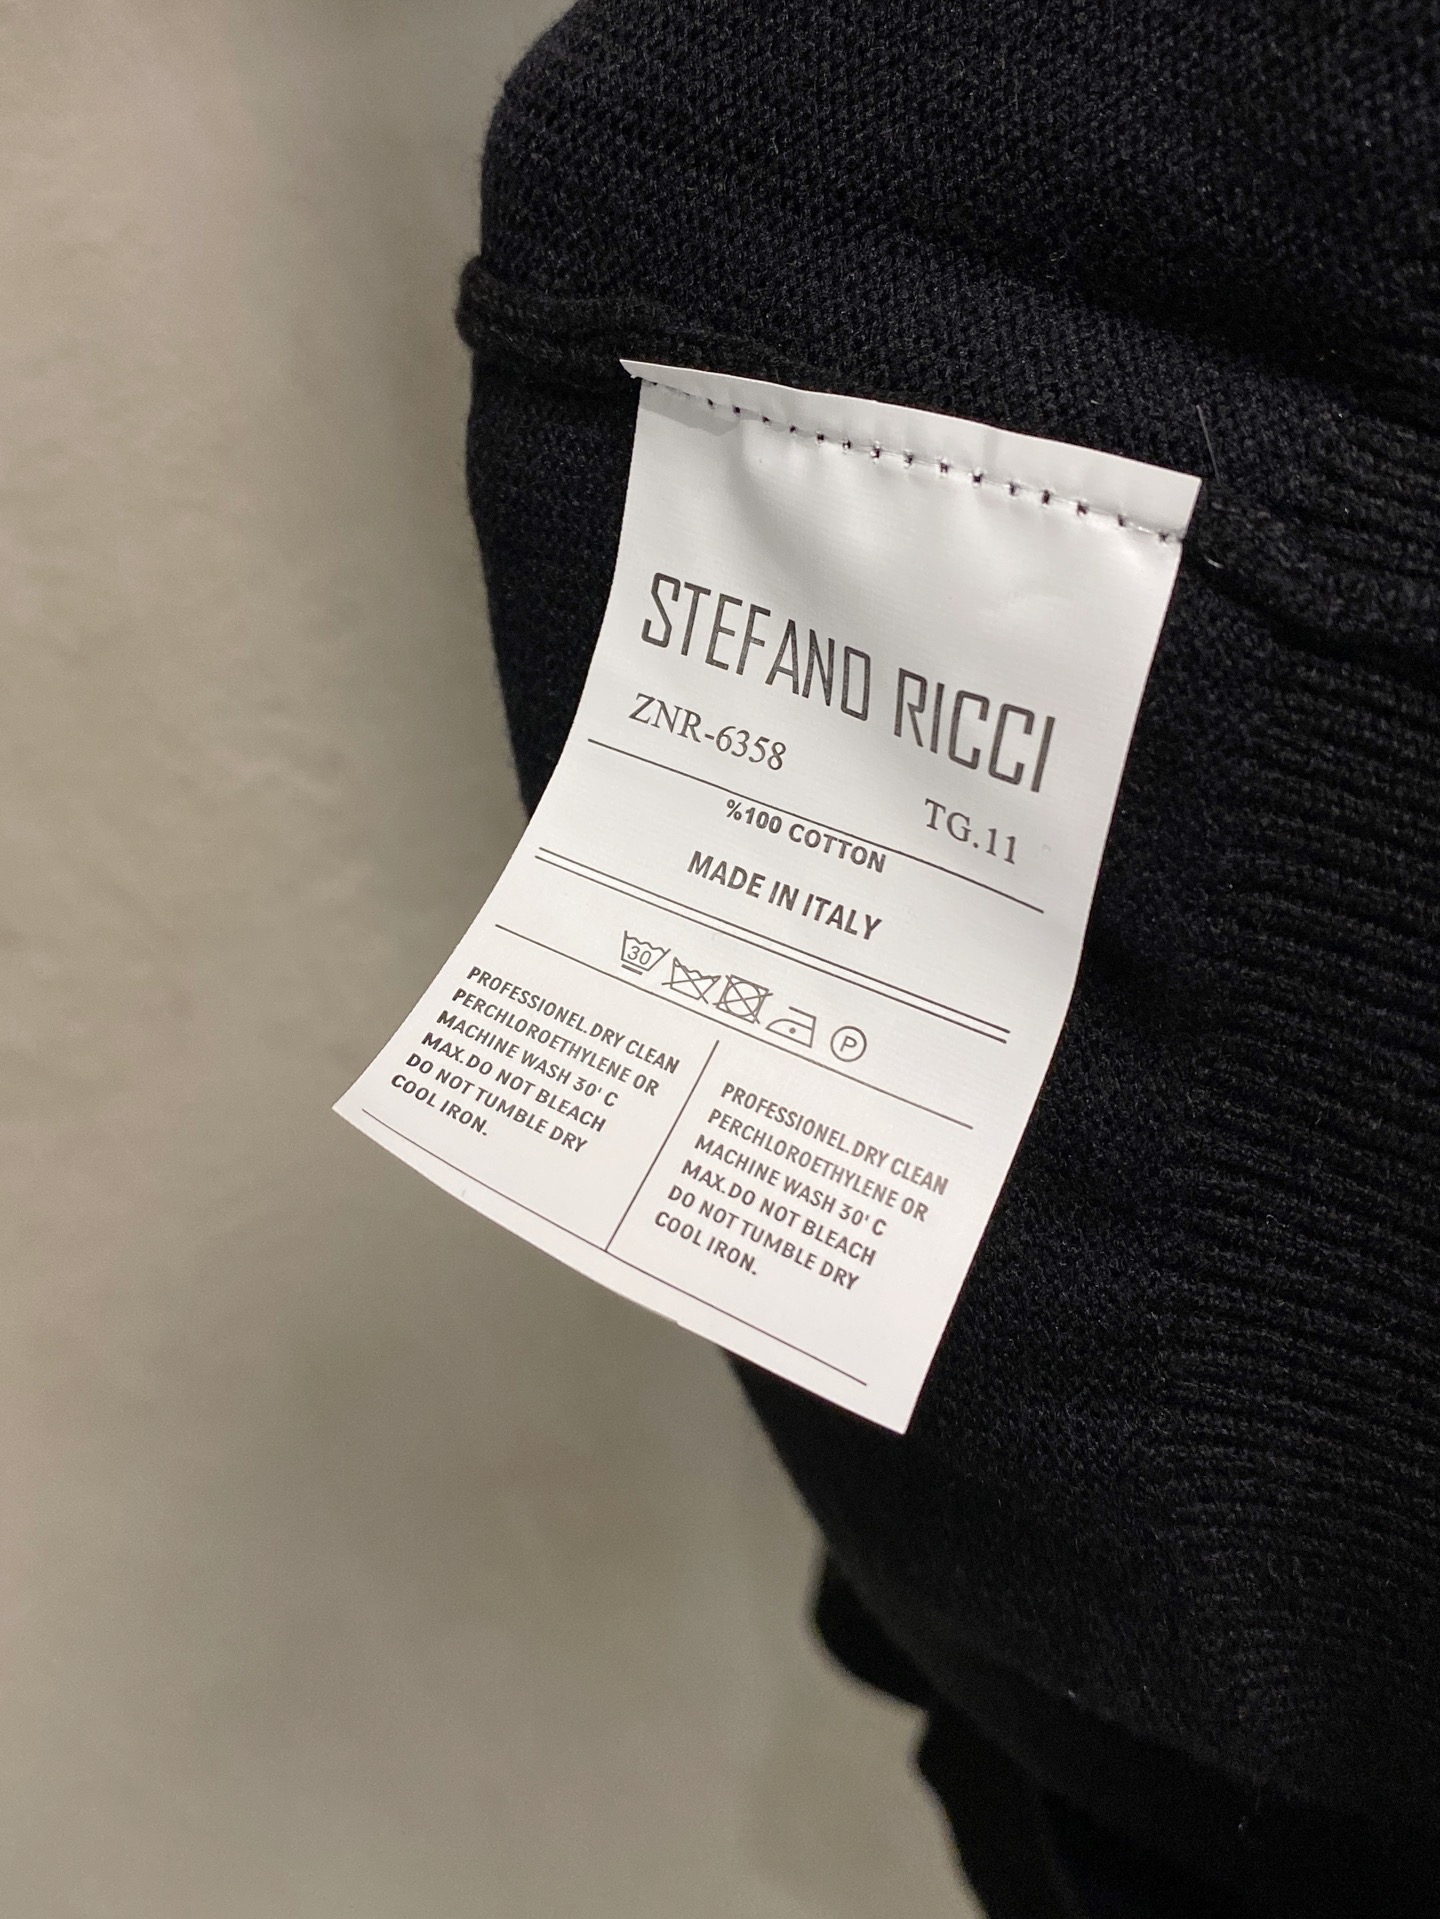 STEFANO RICCI
ZNR-6358
TG.11
%100 COTTON
MADE IN ITALY
30
P
PROFESSIONEL.DRY CLEAN
PERCHLOROETHYLENE OR
MACHINE WASH 30' C
MAX.DO NOT BLEACH
DO NOT TUMBLE DRY
COOL IRON.
PROFESSIONEL.DRY CLEAN
PERCHLOROETHYLENE OR
MACHINE WASH 30' C
MAX.DO NOT BLEACH
DO NOT TUMBLE DRY
COOL IRON.